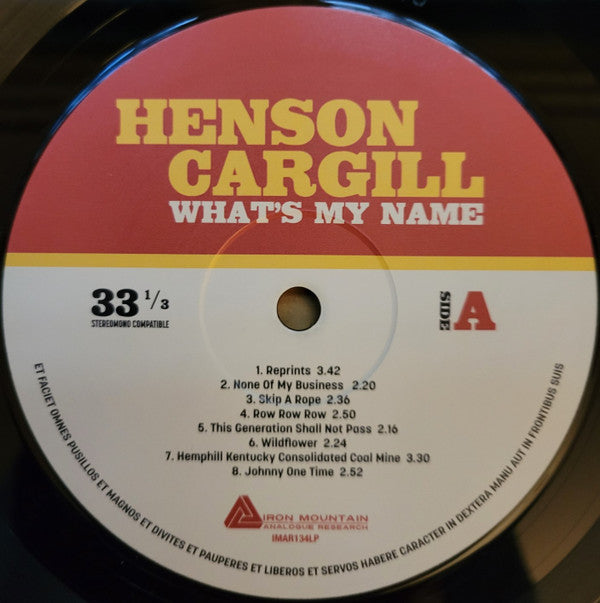 HENSON
CARGILL
WHAT'S MY NAME
33 1/3
STEREOMONO COMPATIBLE
SIDE A
1. Reprints 3.42
2. None Of My Business 2.20
3. Skip A Rope 2.36
4. Row Row Row 2.50
5. This Generation Shall Not Pass 2.16
6. Wildflower 2.24
7. Hemphill Kentucky Consolidated Coal Mine 3.30
8. Johnny One Time 2.52
IRON MOUNTAIN
ANALOGUE RESEARCH
IMAR134LP
ET FACIET OMNES PUSILLOS ET MAGNOS ET DIVITES ET PAUPERES ET LIBEROS ET SERVOS HABERE CARACTER IN DEXTERA MANU AUT IN FRONTIBUS SUIS